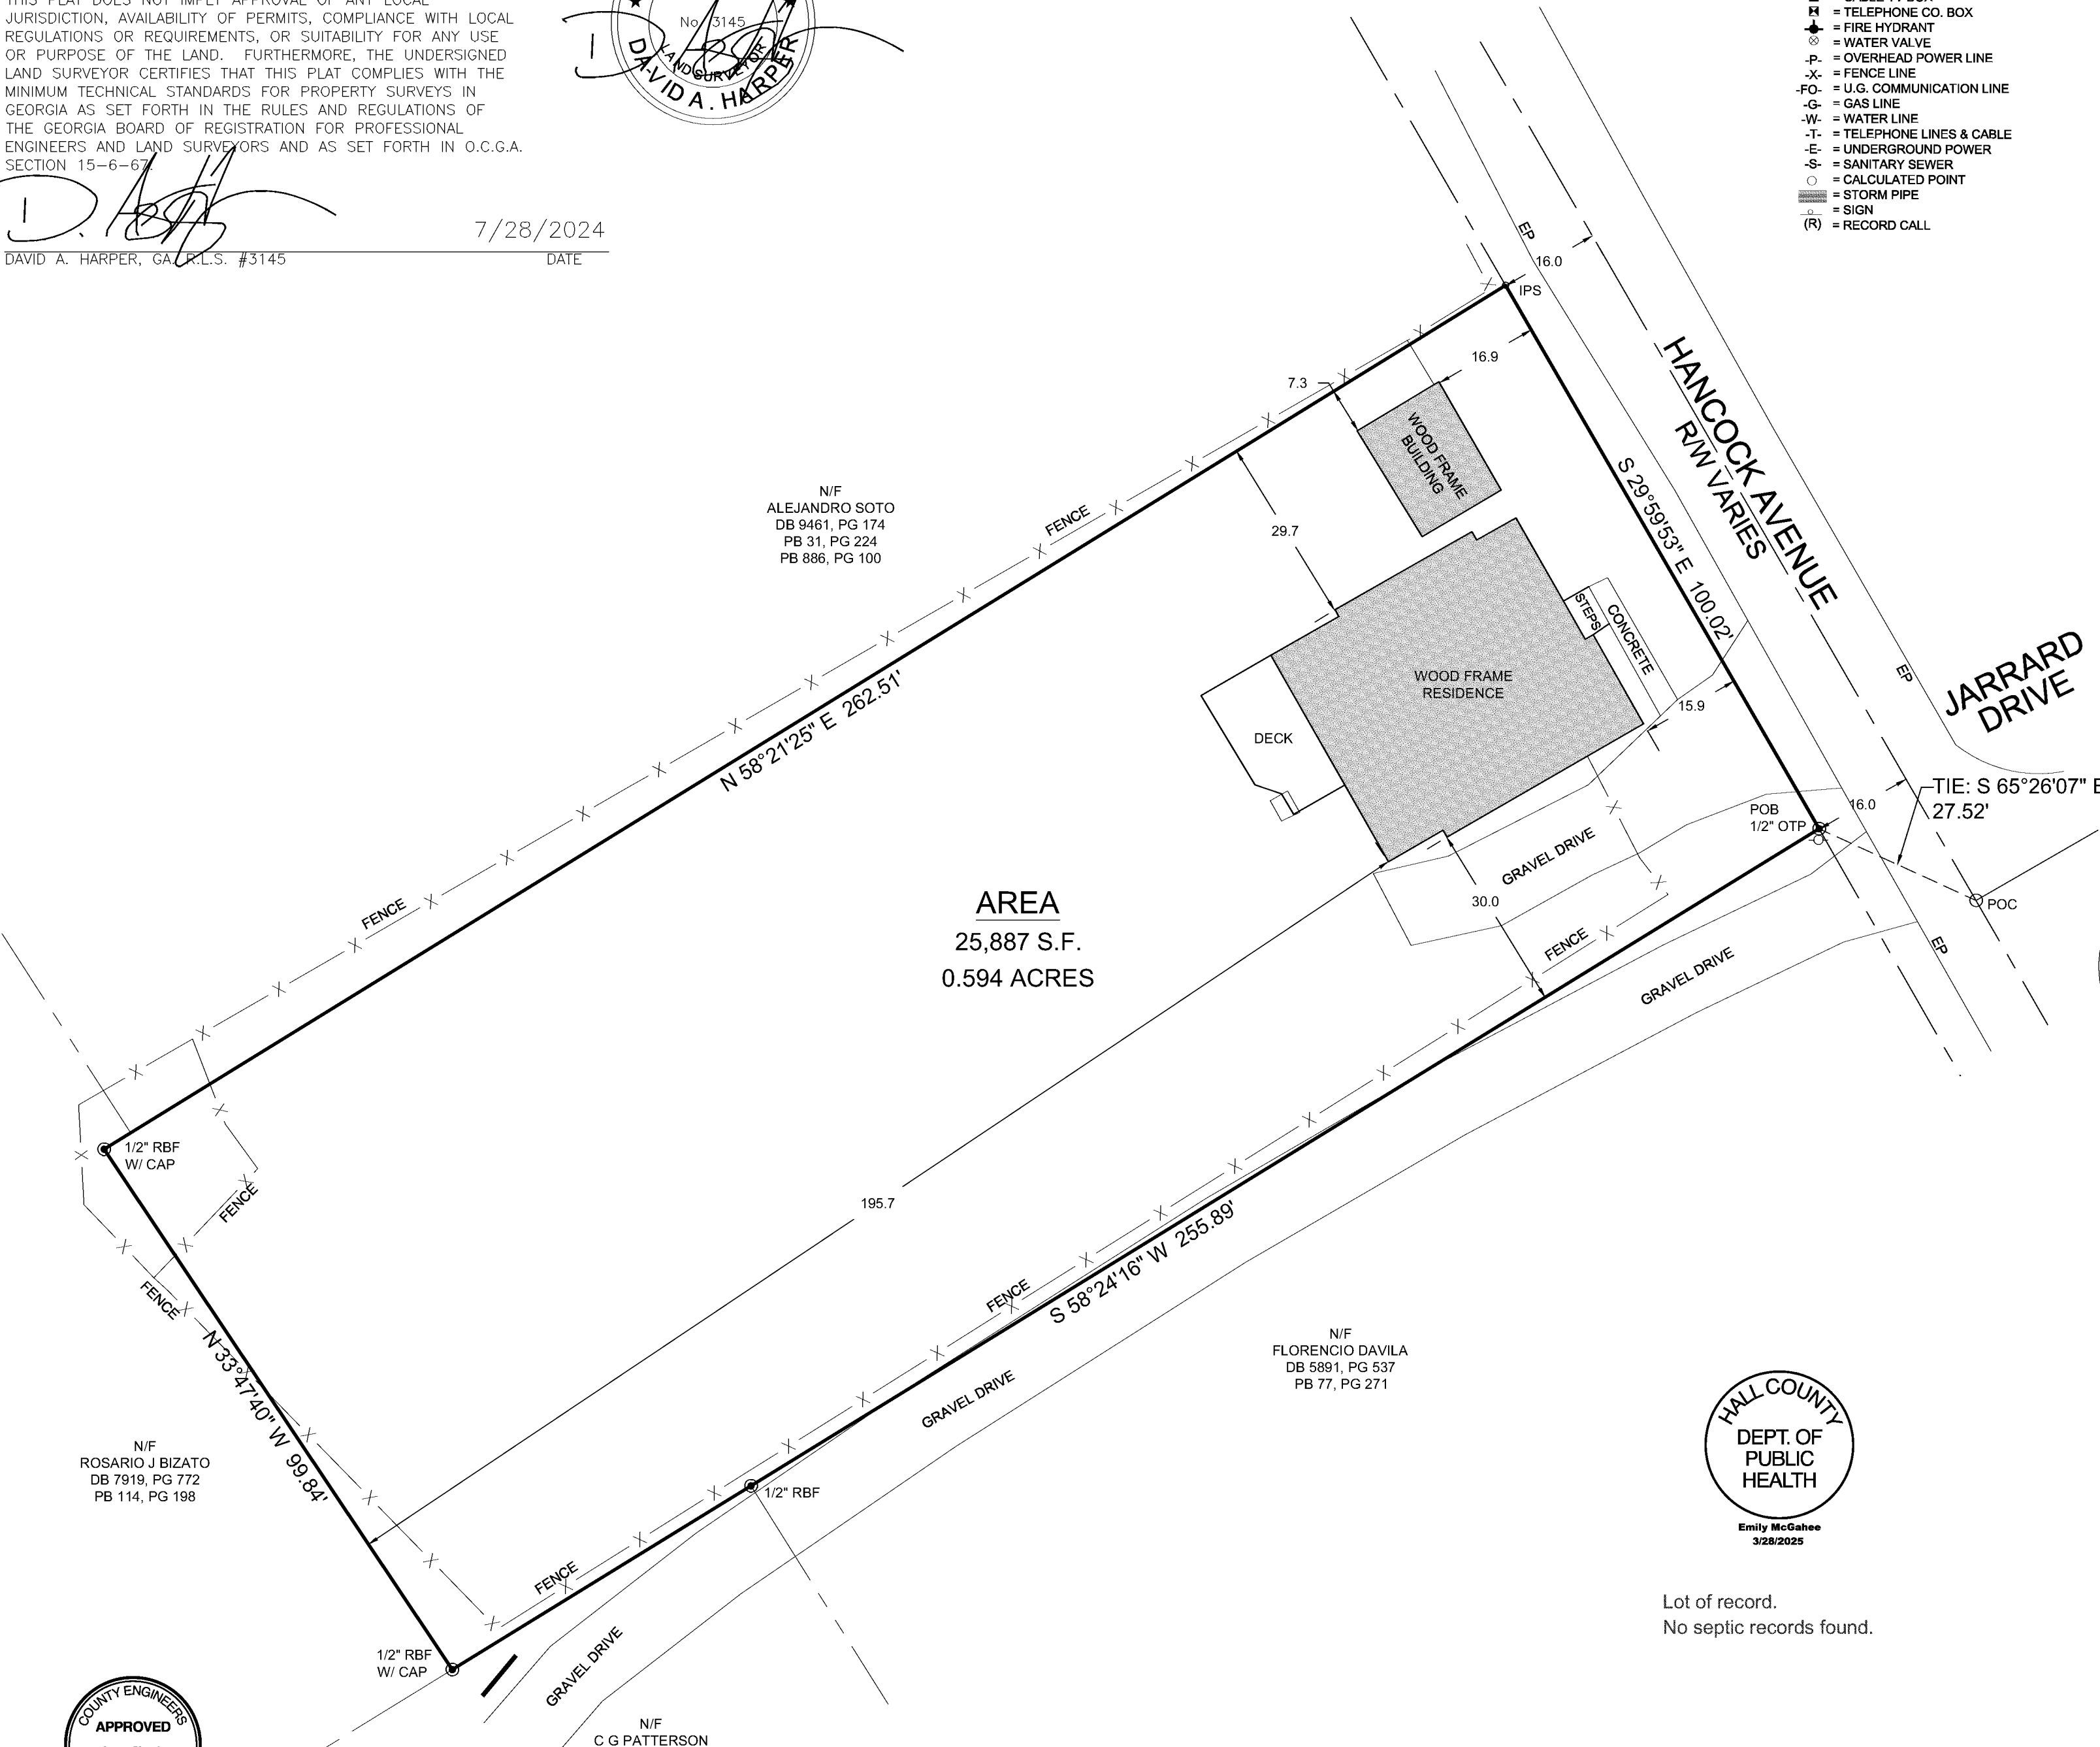 THIS PLAT DOES NOT IMPLY APPROVAL OF ANY LOCAL
JURISDICTION, AVAILABILITY OF PERMITS, COMPLIANCE WITH LOCAL
REGULATIONS OR REQUIREMENTS, OR SUITABILITY FOR ANY USE
OR PURPOSE OF THE LAND. FURTHERMORE, THE UNDERSIGNED
LAND SURVEYOR CERTIFIES THAT THIS PLAT COMPLIES WITH THE
MINIMUM TECHNICAL STANDARDS FOR PROPERTY SURVEYS IN
GEORGIA AS SET FORTH IN THE RULES AND REGULATIONS OF
THE GEORGIA BOARD OF REGISTRATION FOR PROFESSIONAL
ENGINEERS AND LAND SURVEYORS AND AS SET FORTH IN O.C.G.A.
SECTION 15-6-67.
7/28/2024
DAVID A. HARPER, GA. R.L.S. #3145
DATE
No. 3145
LAND SURVEYOR
DAVID A. HARPER
= CABLE TV BOX
= TELEPHONE CO. BOX
= FIRE HYDRANT
= WATER VALVE
-P- = OVERHEAD POWER LINE
-X- = FENCE LINE
-FO- = U.G. COMMUNICATION LINE
-G- = GAS LINE
-W- = WATER LINE
-T- = TELEPHONE LINES & CABLE
-E- = UNDERGROUND POWER
-S- = SANITARY SEWER
= CALCULATED POINT
= STORM PIPE
= SIGN
(R) = RECORD CALL
EP
16.0
IPS
16.9
7.3
WOOD FRAME
BUILDING
HANCOCK AVENUE
R/W VARIES
S 29°59'53" E 100.02'
N/F
ALEJANDRO SOTO
DB 9461, PG 174
PB 31, PG 224
PB 886, PG 100
FENCE
29.7
STEPS
CONCRETE
WOOD FRAME
RESIDENCE
15.9
EP
JARRARD
DRIVE
N 58°21'25" E 262.51'
DECK
TIE: S 65°26'07" E
27.52'
POB
1/2" OTP
16.0
GRAVEL DRIVE
30.0
POC
FENCE
AREA
25,887 S.F.
0.594 ACRES
FENCE
EP
GRAVEL DRIVE
1/2" RBF
W/ CAP
FENCE
195.7
FENCE
S 58°24'16" W 255.89'
FENCE
N 33°47'40" W 99.84'
N/F
FLORENCIO DAVILA
DB 5891, PG 537
PB 77, PG 271
GRAVEL DRIVE
N/F
ROSARIO J BIZATO
DB 7919, PG 772
PB 114, PG 198
1/2" RBF
HALL COUNTY
DEPT. OF
PUBLIC
HEALTH
Emily McGahee
3/28/2025
FENCE
Lot of record.
No septic records found.
1/2" RBF
W/ CAP
GRAVEL DRIVE
COUNTY ENGINEERS
APPROVED
N/F
C G PATTERSON